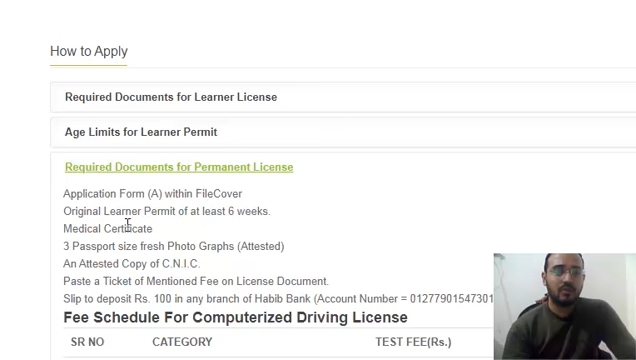 How to Apply
Required Documents for Learner License
Age Limits for Learner Permit
Required Documents for Permanent License
Application Form (A) within FileCover
Original Learner Permit of at least 6 weeks.
Medical Certificate
3 Passport size fresh Photo Graphs (Attested)
An Attested Copy of C.N.I.C.
Paste a Ticket of Mentioned Fee on License Document.
Slip to deposit Rs. 100 in any branch of Habib Bank (Account Number = 01277901547301
Fee Schedule For Computerized Driving License
SR NO CATEGORY TEST FEE(Rs.)